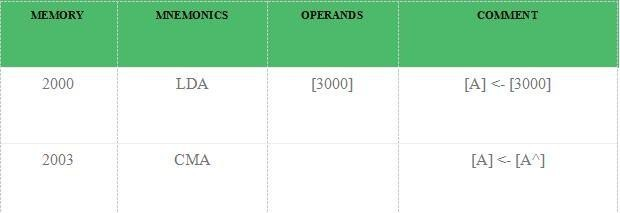 MEMORY MNEMONICS OPERANDS COMMENT
2000 LDA [3000] [A] <- [3000]
2003 CMA [A] <- [A^]